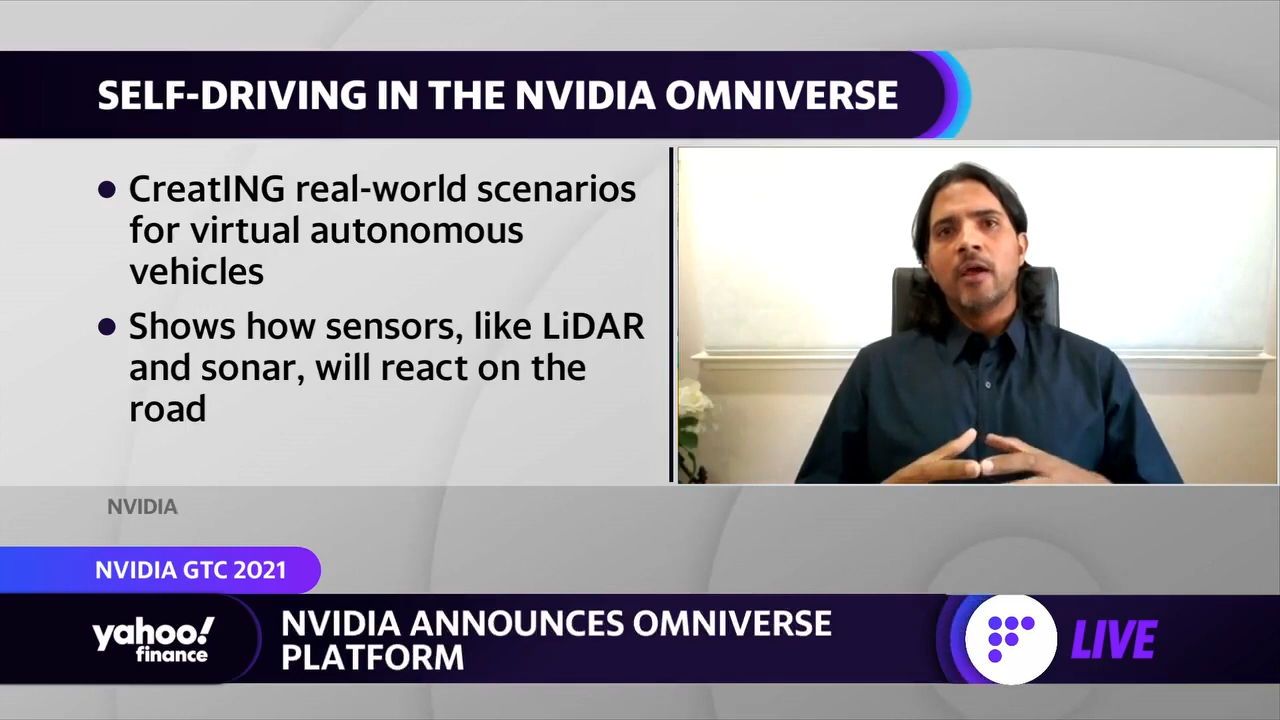 SELF-DRIVING IN THE NVIDIA OMNIVERSE
• CreatING real-world scenarios
for virtual autonomous
vehicles
• Shows how sensors, like LiDAR
and sonar, will react on the
road
NVIDIA
NVIDIA GTC 2021
yahoo!
finance
NVIDIA ANNOUNCES OMNIVERSE
PLATFORM
LIVE